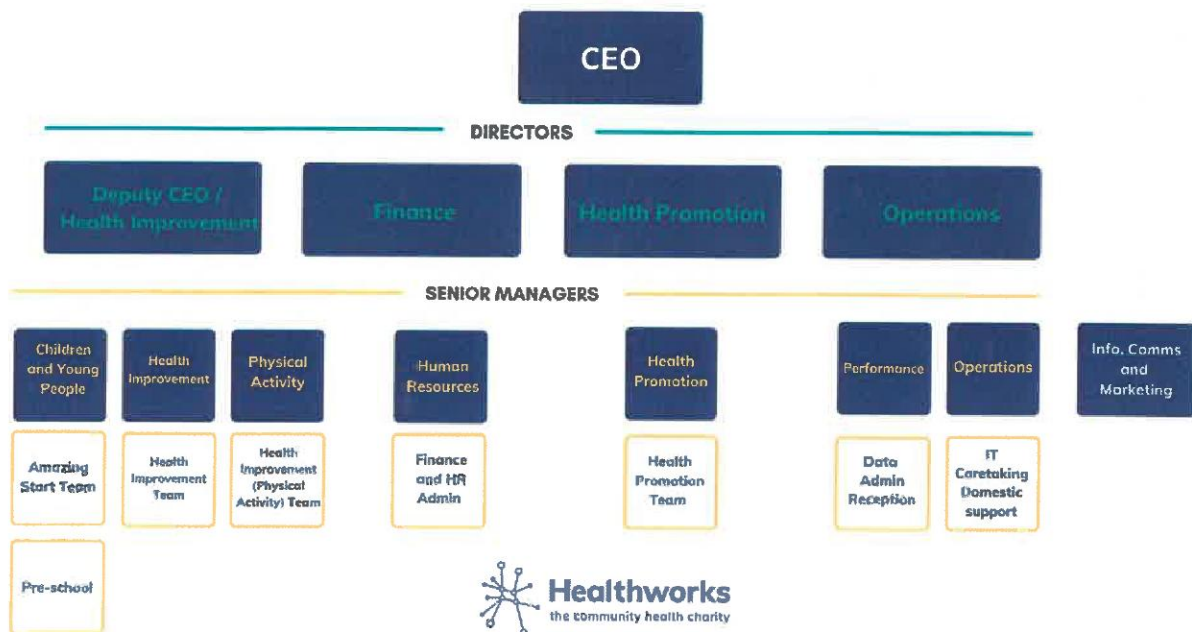 CEO
DIRECTORS
Deputy CEO /
Health Improvement
Finance
Health Promotion
Operations
SENIOR MANAGERS
Children
and Young
People
Health
Improvement
Physical
Activity
Human
Resources
Health
Promotion
Performance
Operations
Info, Comms
and
Marketing
Amazing
Start Team
Health
Improvement
Team
Health
Improvement
(Physical
Activity) Team
Finance
and HR
Admin
Health
Promotion
Team
Data
Admin
Reception
IT
Caretaking
Domestic
support
Pre-school
Healthworks
the community health charity